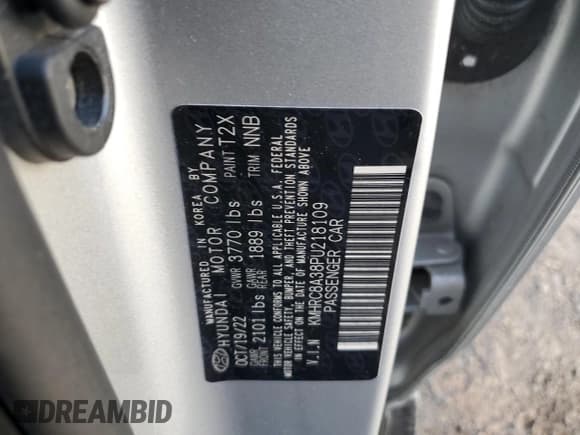 MANUFACTURED IN KOREA BY
HYUNDAI MOTOR COMPANY
OCT/19/22 GVWR 3770 lbs PAINT T2X
GAWR FRONT 2101 lbs GAWR REAR 1889 lbs TRIM NNB
THIS VEHICLE CONFORMS TO ALL APPLICABLE U.S.A. FEDERAL
MOTOR VEHICLE SAFETY, BUMPER, AND THEFT PREVENTION STANDARDS
IN EFFECT ON THE DATE OF MANUFACTURE SHOWN ABOVE
V.I.N KMHRC8A38PU218109
PASSENGER CAR
DREAMBID